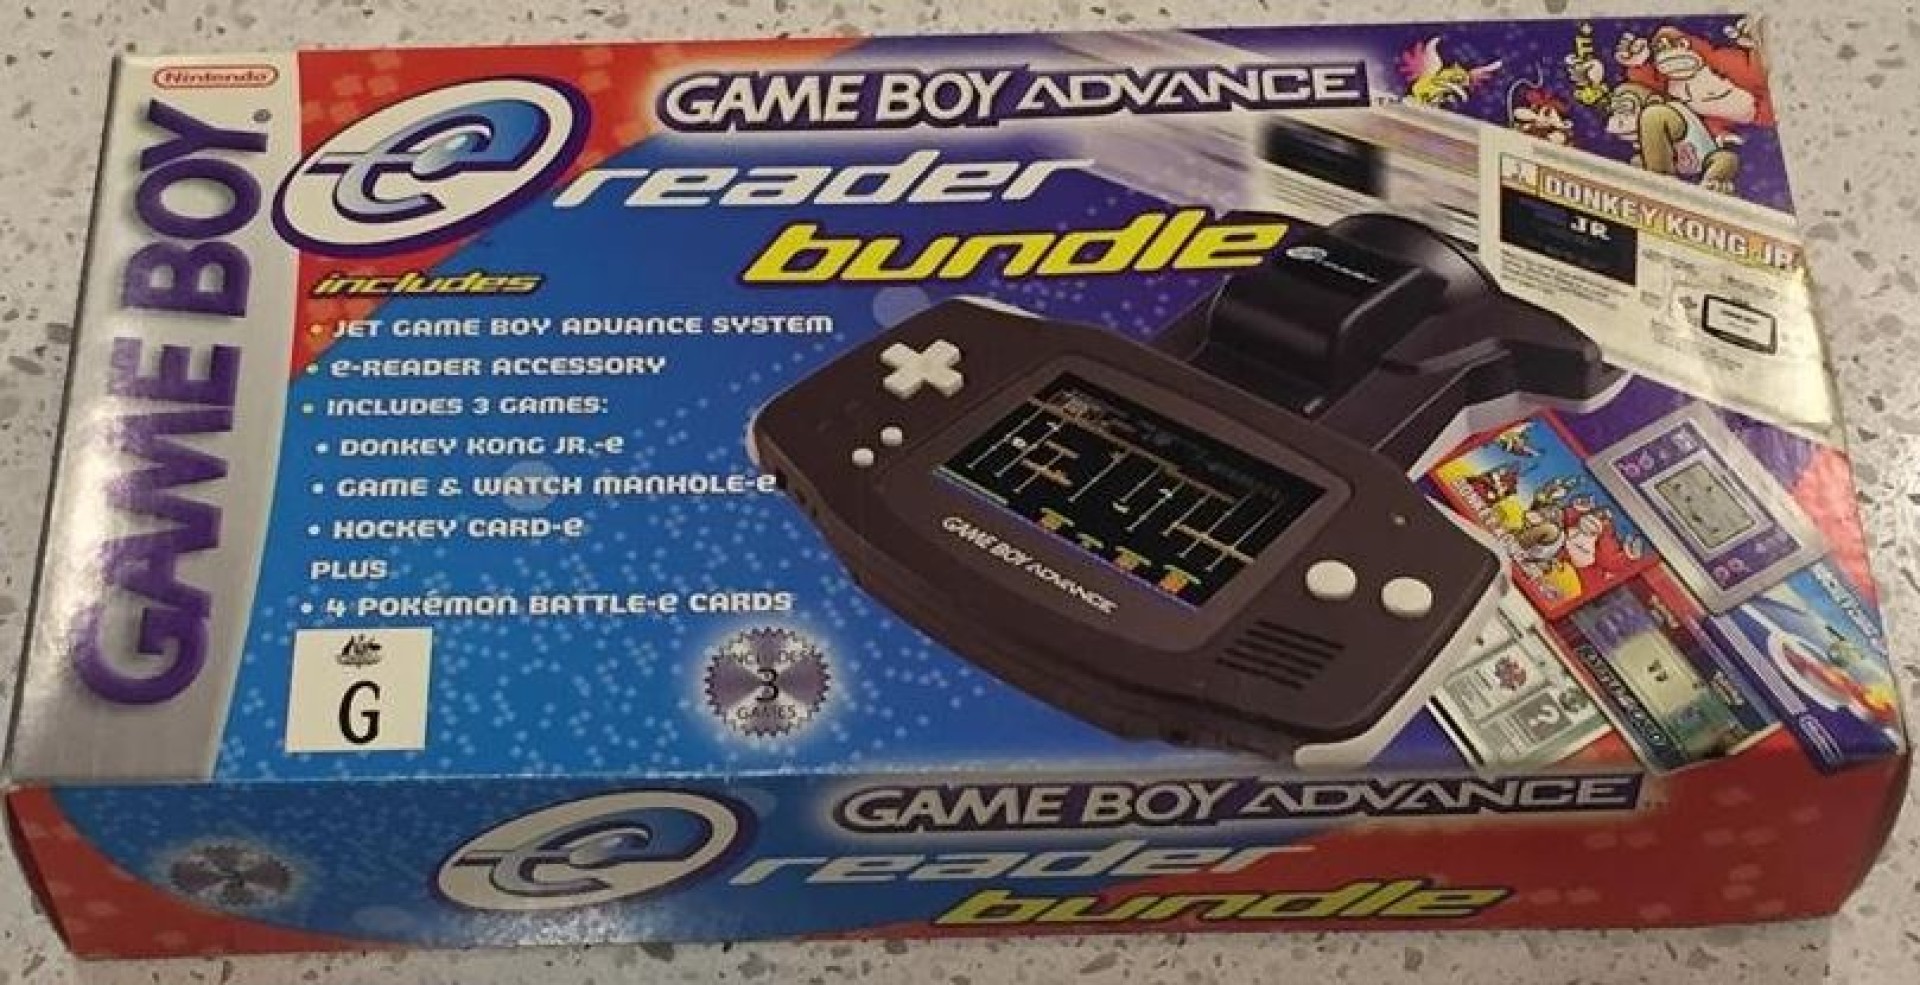 Nintendo
GAME BOY
GAME BOY ADVANCE
e reader
bundle
includes
• JET GAME BOY ADVANCE SYSTEM
• e-READER ACCESSORY
• INCLUDES 3 GAMES:
• DONKEY KONG JR.-e
• GAME & WATCH MANHOLE-e
• HOCKEY CARD-e
PLUS
• 4 POKéMON BATTLE-e CARDS
G
INCLUDES
3
GAMES
DONKEY KONG JR.
JR
e reader
GAME BOY ADVANCE
GAME BOY ADVANCE
e reader
bundle